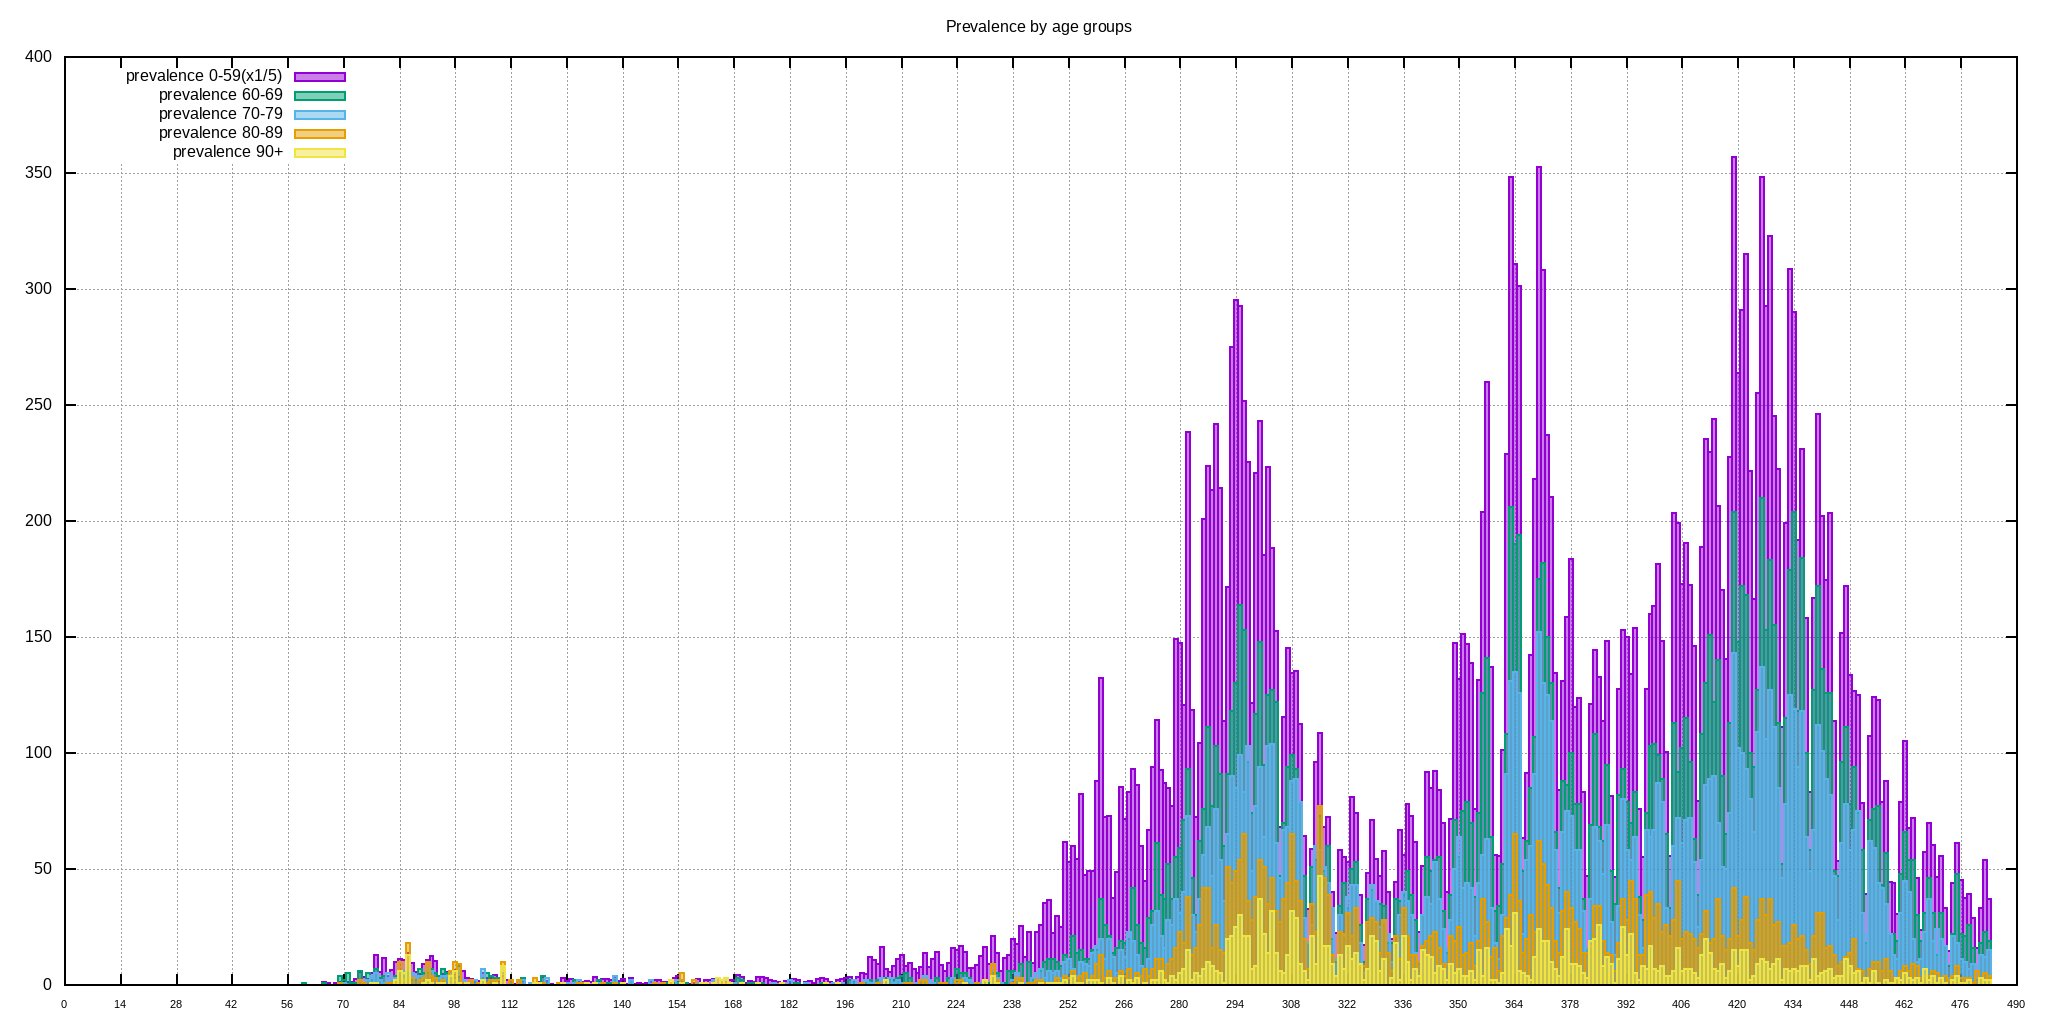 Prevalence by age groups
400
350
300
250
200
150
100
50
0
prevalence 0-59(x1/5)
prevalence 60-69
prevalence 70-79
prevalence 80-89
prevalence 90+
0 14 28 42 56 70 84 98 112 126 140 154 168 182 196 210 224 238 252 266 280 294 308 322 336 350 364 378 392 406 420 434 448 462 476 490